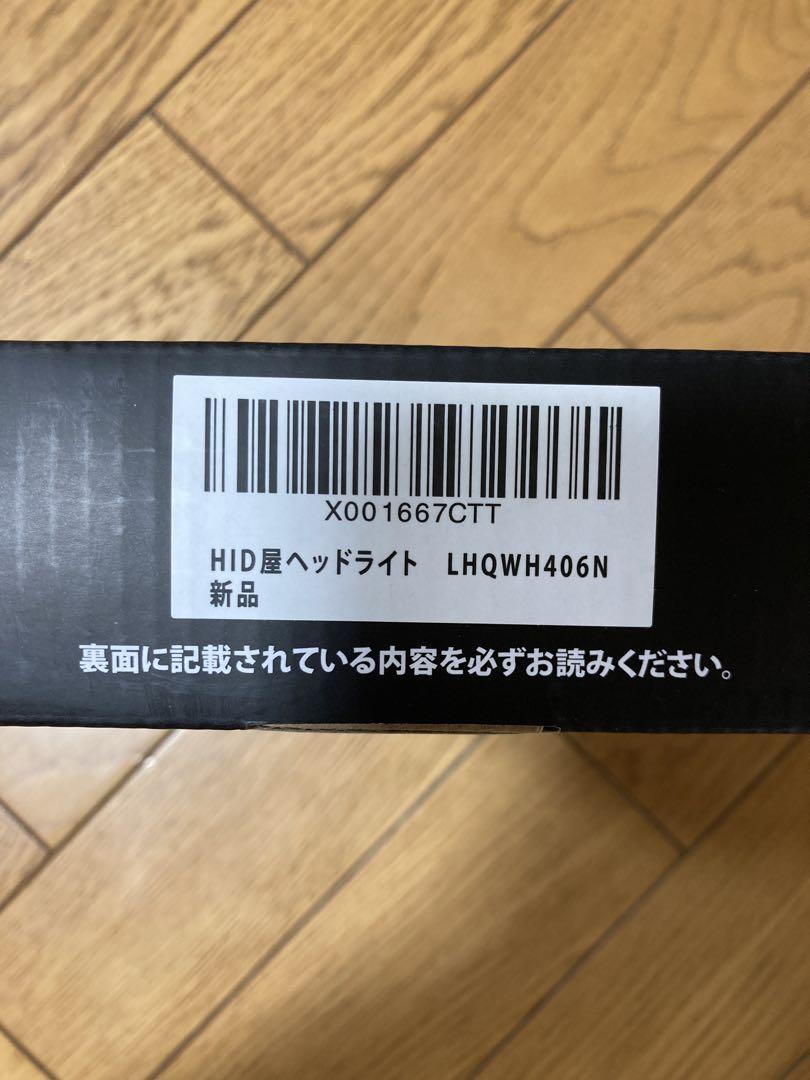 X001667CTT
HID屋ヘッドライト　LHQWH406N
新品
裏面に記載されている内容を必ずお読みください。